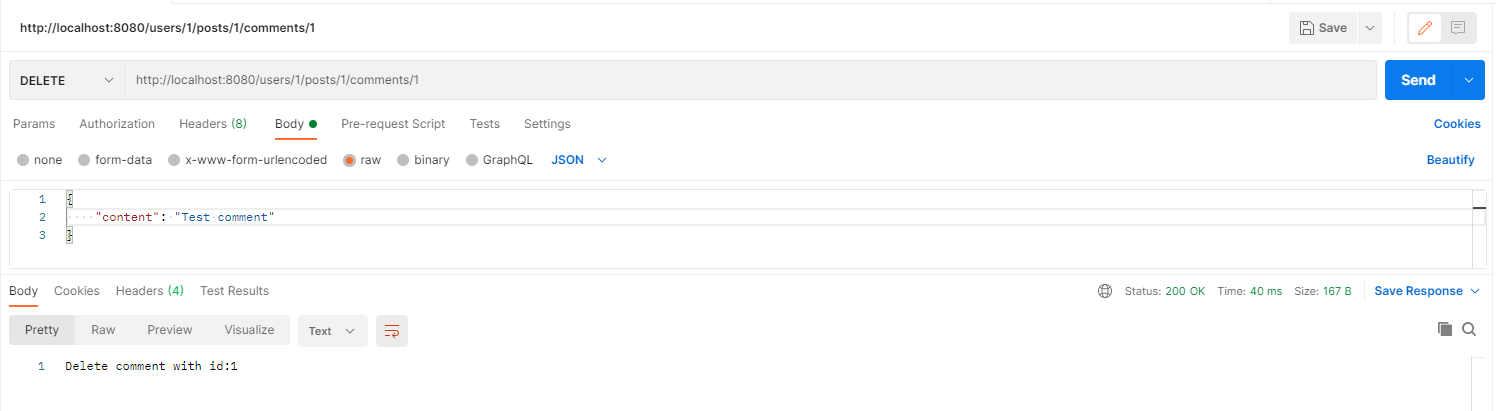 http://localhost:8080/users/1/posts/1/comments/1
Save
DELETE
http://localhost:8080/users/1/posts/1/comments/1
Send
Params Authorization Headers (8) Body Pre-request Script Tests Settings Cookies
none form-data x-www-form-urlencoded raw binary GraphQL JSON Beautify
1 {
2 "content": "Test comment"
3 }
Body Cookies Headers (4) Test Results Status: 200 OK Time: 40 ms Size: 167 B Save Response
Pretty Raw Preview Visualize Text
1 Delete comment with id:1